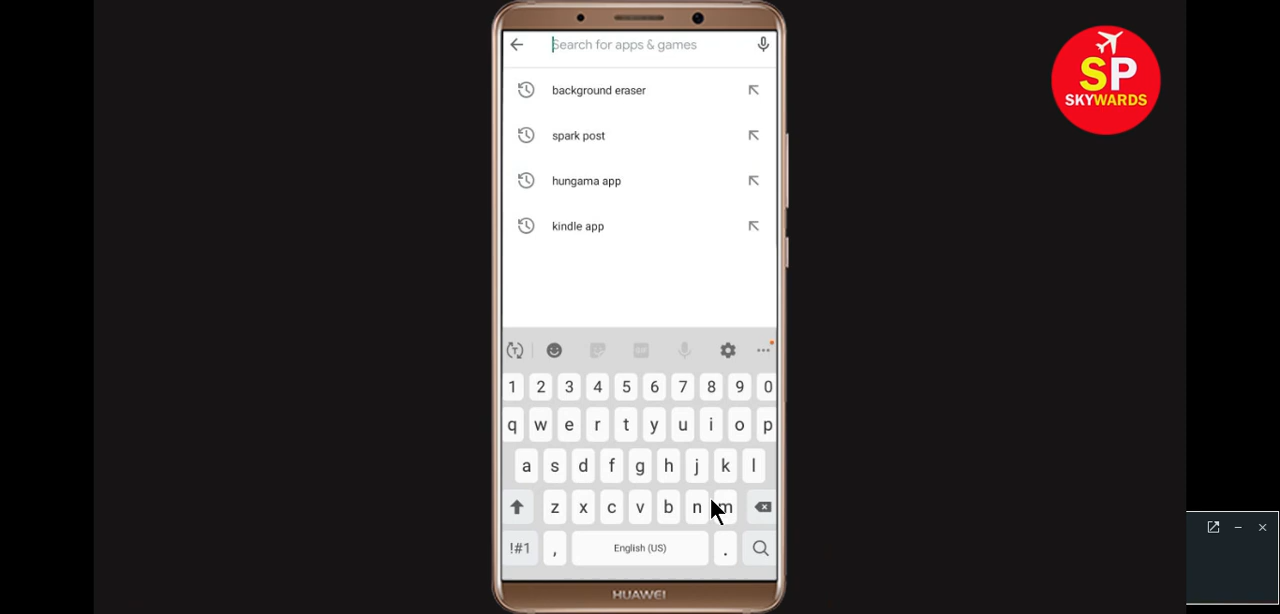 Search for apps & games
SP
SKYWARDS
background eraser
spark post
hungama app
kindle app
GIF
1 2 3 4 5 6 7 8 9 0
q w e r t y u i o p
a s d f g h j k l
z x c v b n m
!#1 , English (US) .
HUAWEI